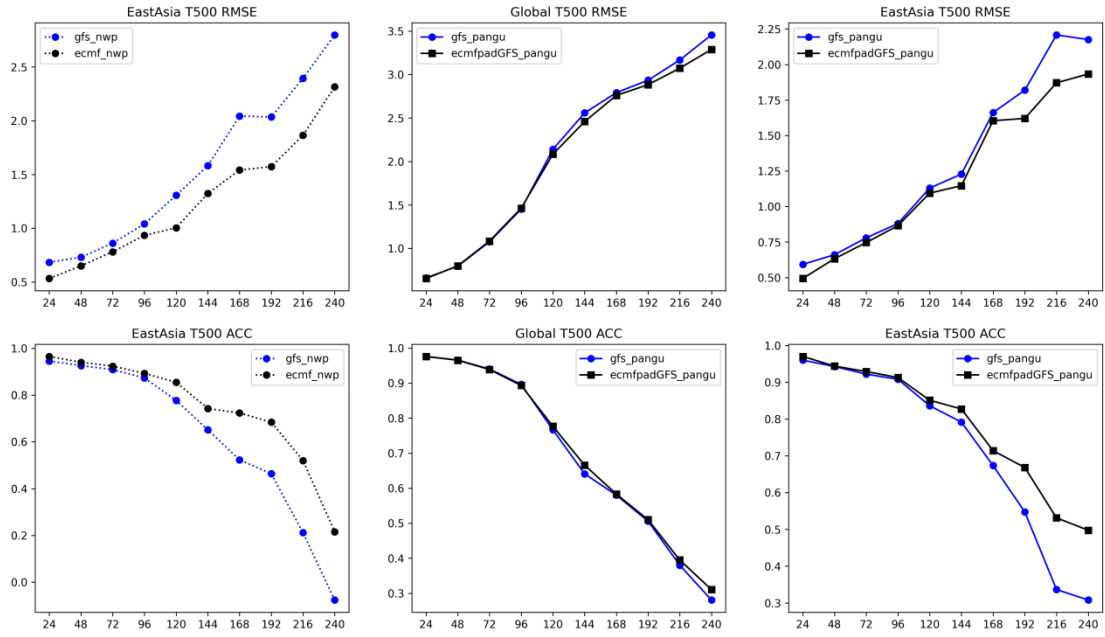 EastAsia T500 RMSE
gfs_nwp
ecmf_nwp
2.5
2.0
1.5
1.0
0.5
24 48 72 96 120 144 168 192 216 240
Global T500 RMSE
gfs_pangu
ecmfpadGFS_pangu
3.5
3.0
2.5
2.0
1.5
1.0
24 48 72 96 120 144 168 192 216 240
EastAsia T500 RMSE
gfs_pangu
ecmfpadGFS_pangu
2.25
2.00
1.75
1.50
1.25
1.00
0.75
0.50
24 48 72 96 120 144 168 192 216 240
EastAsia T500 ACC
gfs_nwp
ecmf_nwp
1.0
0.8
0.6
0.4
0.2
0.0
24 48 72 96 120 144 168 192 216 240
Global T500 ACC
gfs_pangu
ecmfpadGFS_pangu
1.0
0.9
0.8
0.7
0.6
0.5
0.4
0.3
24 48 72 96 120 144 168 192 216 240
EastAsia T500 ACC
gfs_pangu
ecmfpadGFS_pangu
1.0
0.9
0.8
0.7
0.6
0.5
0.4
0.3
24 48 72 96 120 144 168 192 216 240